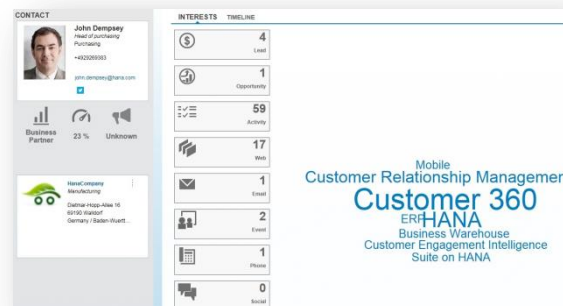 CONTACT
John Dempsey
Head of purchasing
Purchasing
+4929269383
john.dempsey@hana.com
Business Partner
23 %
Unknown
HanaCompany
Manufacturing
Dietmar-Hopp-Allee 16
69190 Walldorf
Germany / Baden-Wuertt...
INTERESTS TIMELINE
4
Lead
1
Opportunity
59
Activity
17
Web
1
Email
2
Event
1
Phone
0
Social
Mobile
Customer Relationship Managemen
Customer 360
ERP HANA
Business Warehouse
Customer Engagement Intelligence
Suite on HANA